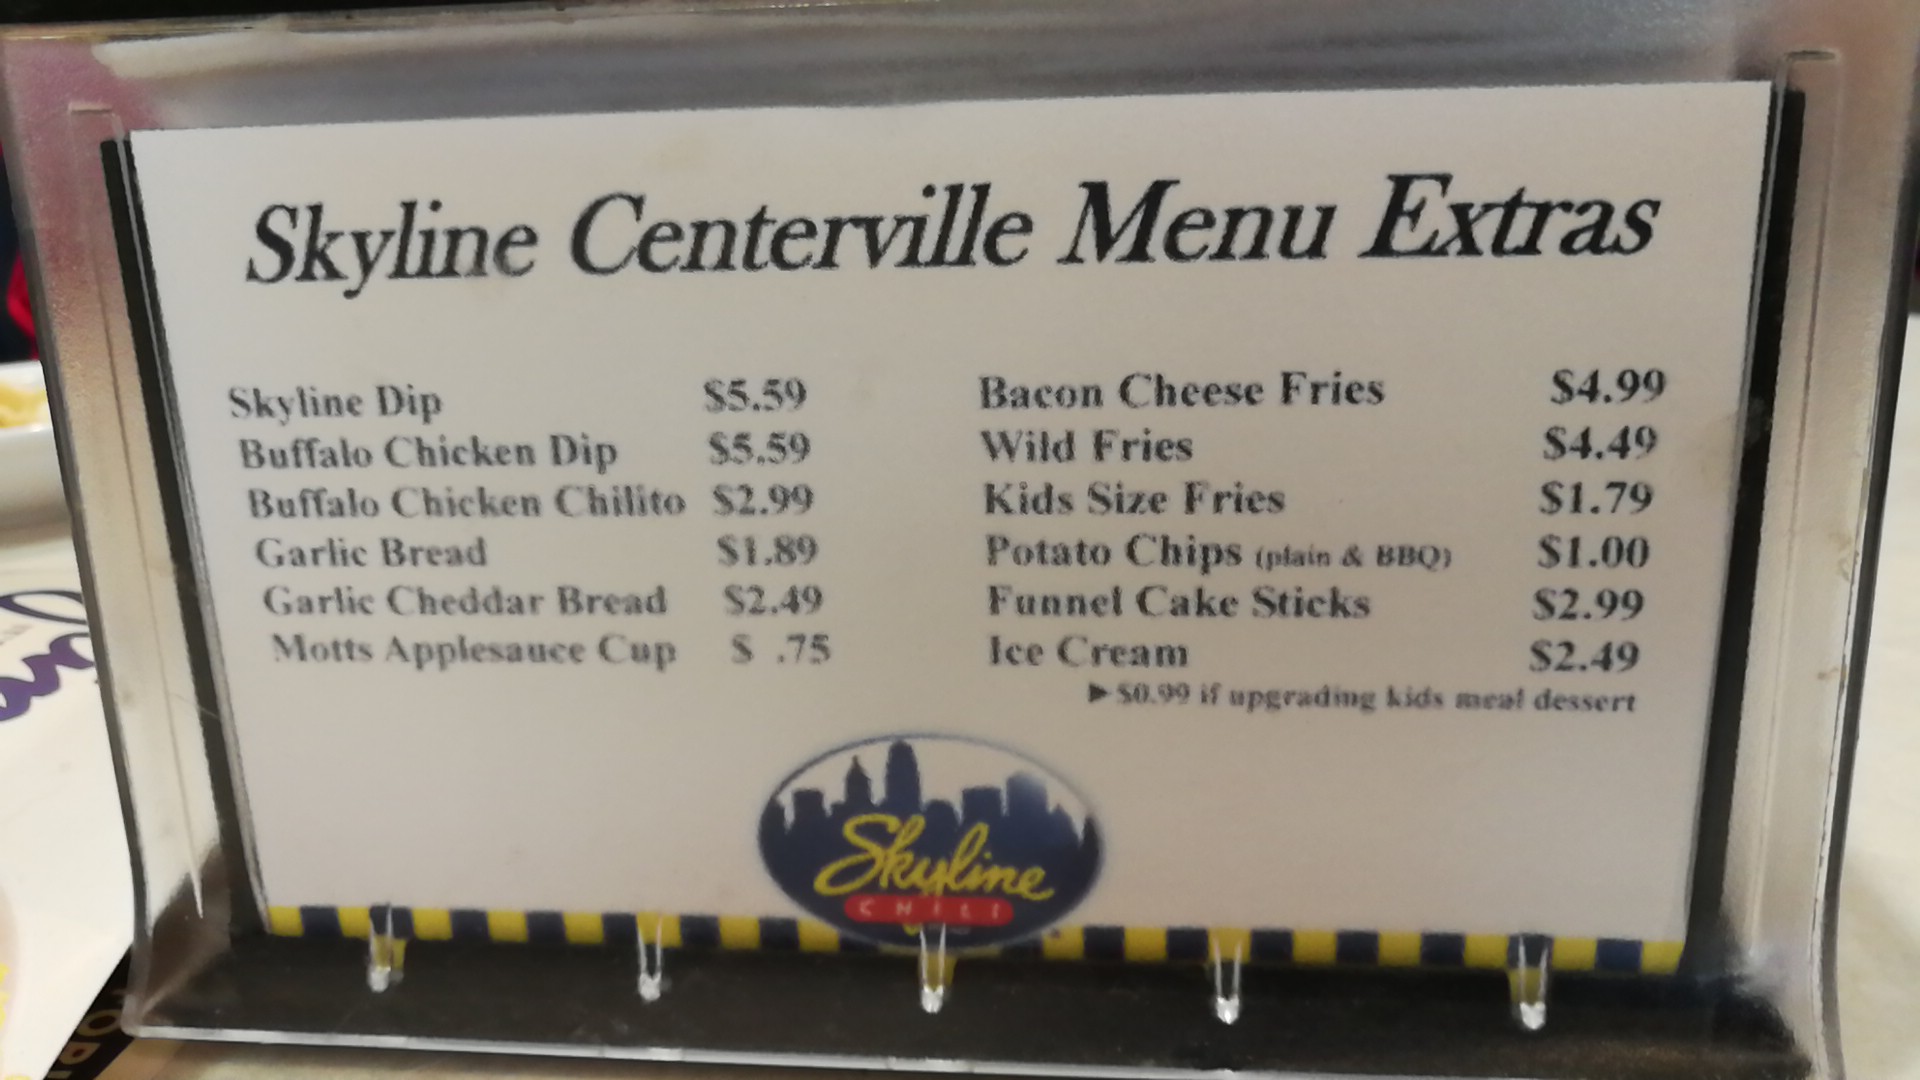 Skyline Centerville Menu Extras
Skyline Dip $5.59
Buffalo Chicken Dip $5.59
Buffalo Chicken Chilito $2.99
Garlic Bread $1.89
Garlic Cheddar Bread $2.49
Motts Applesauce Cup $ .75
Bacon Cheese Fries $4.99
Wild Fries $4.49
Kids Size Fries $1.79
Potato Chips (plain & BBQ) $1.00
Funnel Cake Sticks $2.99
Ice Cream $2.49
►$0.99 if upgrading kids meal dessert
Skyline
CHILI